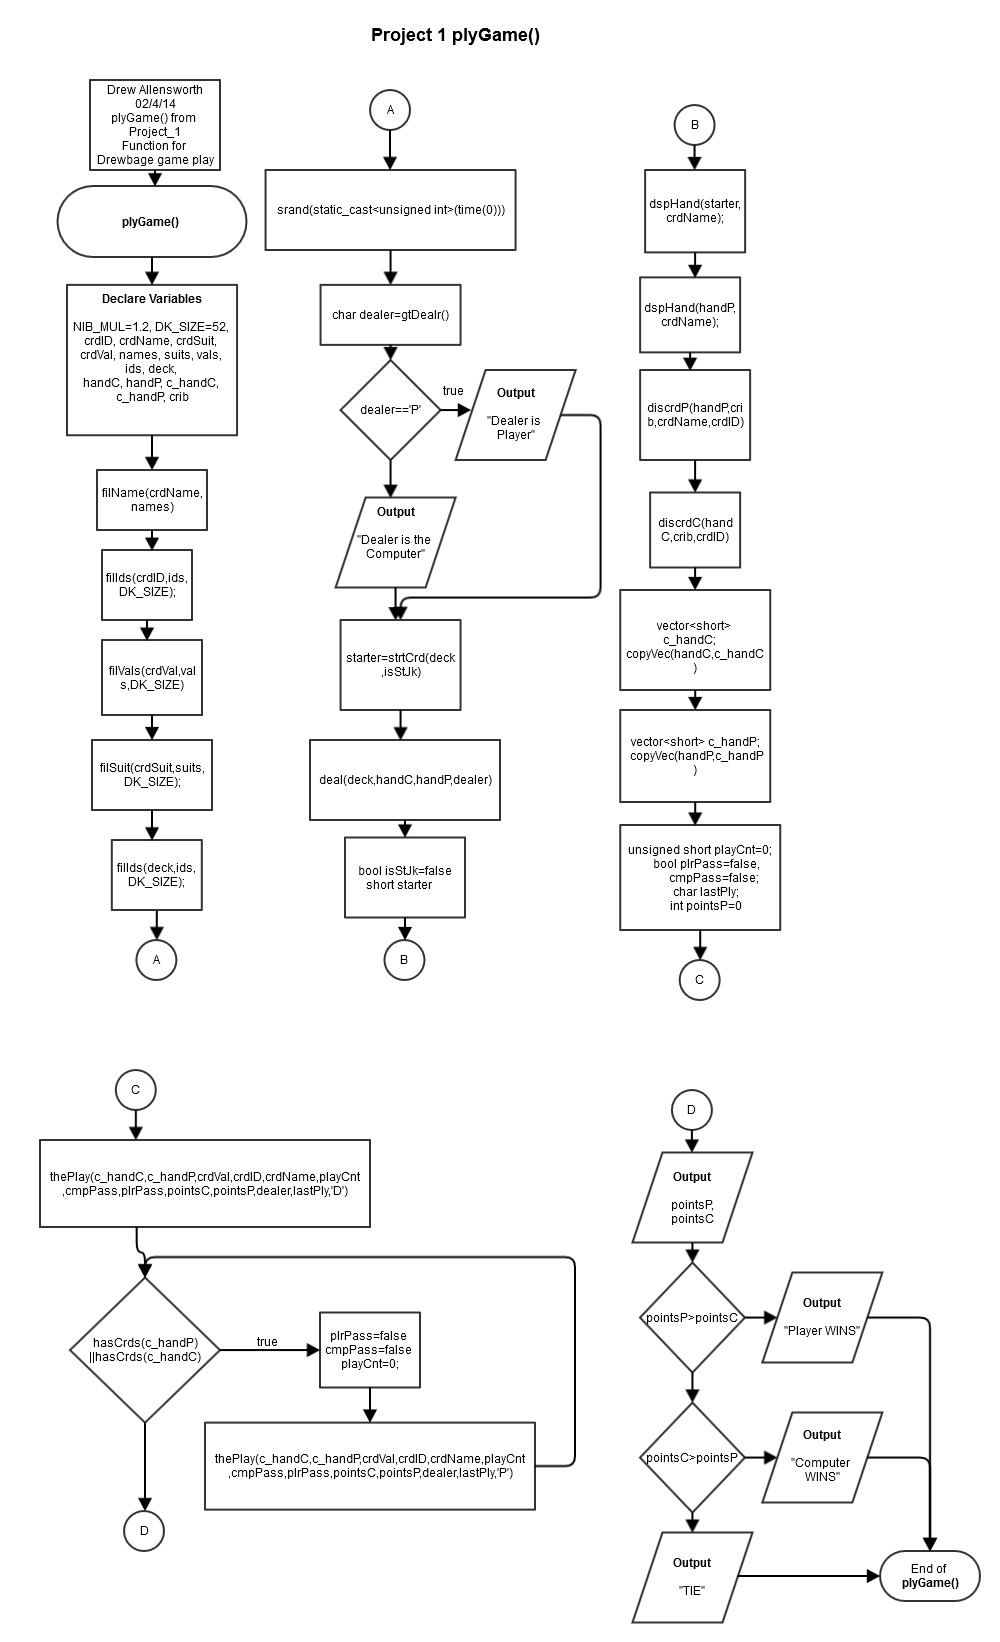 Project 1 plyGame()
Drew Allensworth
02/4/14
plyGame() from
Project_1
Function for
Drewbage game play
plyGame()
Declare Variables
NIB_MUL=1.2, DK_SIZE=52,
crdID, crdName, crdSuit,
crdVal, names, suits, vals,
ids, deck,
handC, handP, c_handC,
c_handP, crib
filName(crdName,
names)
fillds(crdID,ids,
DK_SIZE);
filVals(crdVal,val
s,DK_SIZE)
filSuit(crdSuit,suits,
DK_SIZE);
fillds(deck,ids,
DK_SIZE);
A
A
srand(static_cast<unsigned int>(time(0)))
char dealer=gtDealr()
dealer=='P'
true
Output
"Dealer is
Player"
Output
"Dealer is the
Computer"
starter=strtCrd(deck
,isStJk)
deal(deck,handC,handP,dealer)
bool isStJk=false
short starter
B
B
dspHand(starter,
crdName);
dspHand(handP,
crdName);
discrdP(handP,cri
b,crdName,crdID)
discrdC(hand
C,crib,crdID)
vector<short>
c_handC;
copyVec(handC,c_handC
)
vector<short> c_handP;
copyVec(handP,c_handP
)
unsigned short playCnt=0;
bool plrPass=false,
cmpPass=false;
char lastPly;
int pointsP=0
C
C
thePlay(c_handC,c_handP,crdVal,crdID,crdName,playCnt
,cmpPass,plrPass,pointsC,pointsP,dealer,lastPly,'D')
hasCrds(c_handP)
||hasCrds(c_handC)
true
plrPass=false
cmpPass=false
playCnt=0;
thePlay(c_handC,c_handP,crdVal,crdID,crdName,playCnt
,cmpPass,plrPass,pointsC,pointsP,dealer,lastPly,'P')
D
D
Output
pointsP,
pointsC
pointsP>pointsC
Output
"Player WINS"
pointsC>pointsP
Output
"Computer
WINS"
Output
"TIE"
End of
plyGame()